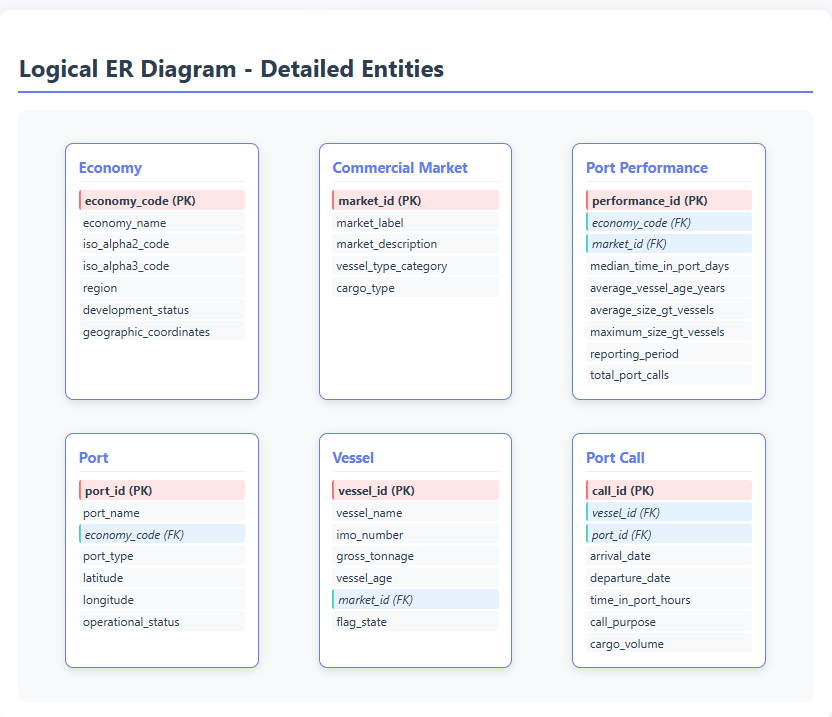 Logical ER Diagram - Detailed Entities
Economy
economy_code (PK)
economy_name
iso_alpha2_code
iso_alpha3_code
region
development_status
geographic_coordinates
Commercial Market
market_id (PK)
market_label
market_description
vessel_type_category
cargo_type
Port Performance
performance_id (PK)
economy_code (FK)
market_id (FK)
median_time_in_port_days
average_vessel_age_years
average_size_gt_vessels
maximum_size_gt_vessels
reporting_period
total_port_calls
Port
port_id (PK)
port_name
economy_code (FK)
port_type
latitude
longitude
operational_status
Vessel
vessel_id (PK)
vessel_name
imo_number
gross_tonnage
vessel_age
market_id (FK)
flag_state
Port Call
call_id (PK)
vessel_id (FK)
port_id (FK)
arrival_date
departure_date
time_in_port_hours
call_purpose
cargo_volume